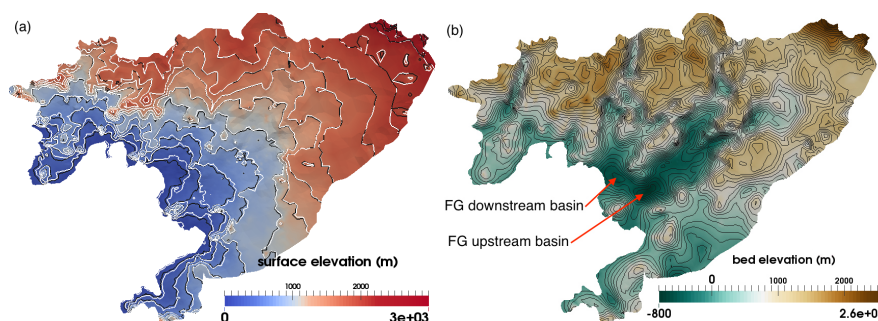 (a)
(b)
FG downstream basin
FG upstream basin
surface elevation (m)
1000 2000
0 3e+03
bed elevation (m)
0 1000 2000
-800 2.6e+0